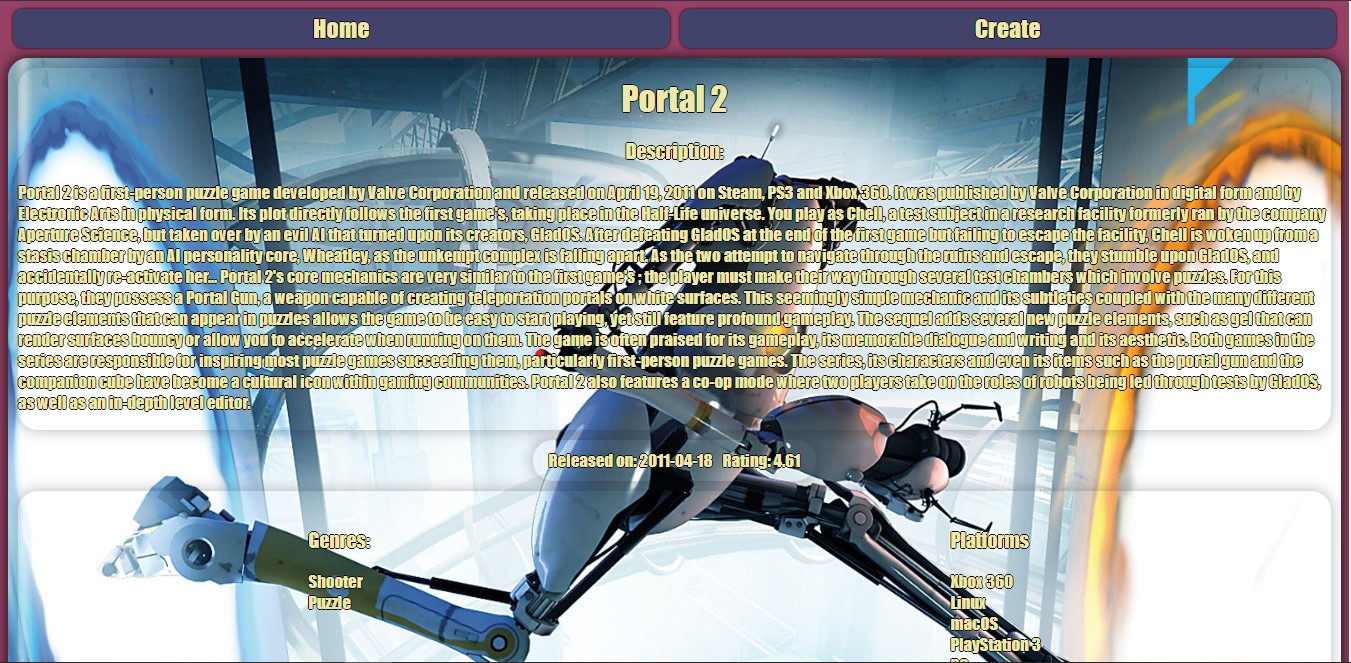 Home
Create
Portal 2
Description:
Portal 2 is a first-person puzzle game developed by Valve Corporation and released on April 19, 2011 on Steam, PS3 and Xbox 360. It was published by Valve Corporation in digital form and by
Electronic Arts in physical form. Its plot directly follows the first game's, taking place in the Half-Life universe. You play as Chell, a test subject in a research facility formerly ran by the company
Aperture Science, but taken over by an evil AI that turned upon its creators, GladOS. After defeating GladOS at the end of the first game but failing to escape the facility, Chell is woken up from a
stasis chamber by an AI personality core, Wheatley, as the unkempt complex is falling apart. As the two attempt to navigate through the ruins and escape, they stumble upon GladOS, and
accidentally re-activate her... Portal 2's core mechanics are very similar to the first game's ; the player must make their way through several test chambers which involve puzzles. For this
purpose, they possess a Portal Gun, a weapon capable of creating teleportation portals on white surfaces. This seemingly simple mechanic and its subtleties coupled with the many different
puzzle elements that can appear in puzzles allows the game to be easy to start playing, yet still feature profound gameplay. The sequel adds several new puzzle elements, such as gel that can
render surfaces bouncy or allow you to accelerate when running on them. The game is often praised for its gameplay, its memorable dialogue and writing and its aesthetic. Both games in the
series are responsible for inspiring most puzzle games succeeding them, particularly first-person puzzle games. The series, its characters and even its items such as the portal gun and the
companion cube have become a cultural icon within gaming communities. Portal 2 also features a co-op mode where two players take on the roles of robots being led through tests by GladOS,
as well as an in-depth level editor.
Released on: 2011-04-18 Rating: 4.61
Genres:
Shooter
Puzzle
Platforms
Xbox 360
Linux
macOS
PlayStation 3